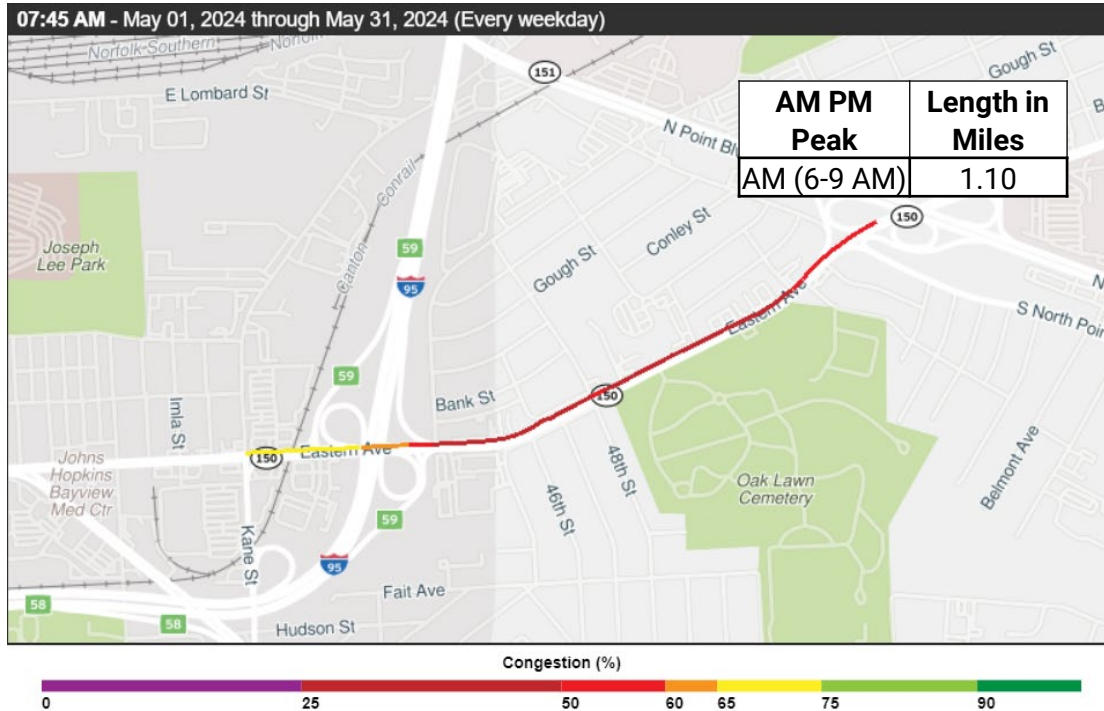 07:45 AM - May 01, 2024 through May 31, 2024 (Every weekday)
Norfolk-Southern
E Lombard St
151
Gough St
N Point
AM PM Peak
Length in Miles
AM (6-9 AM)
1.10
Conrail
Canton
59
95
Joseph
Lee Park
Gough St
Conley St
150
Eastern Ave
S North Poin
59
Bank St
150
Imla St
Eastern Ave
150
Johns
Hopkins
Bayview
Med Ctr
48th St
46th St
Oak Lawn
Cemetery
Belmont Ave
59
Kane St
95
Fait Ave
58
58
Hudson St
Congestion (%)
0 25 50 60 65 75 90